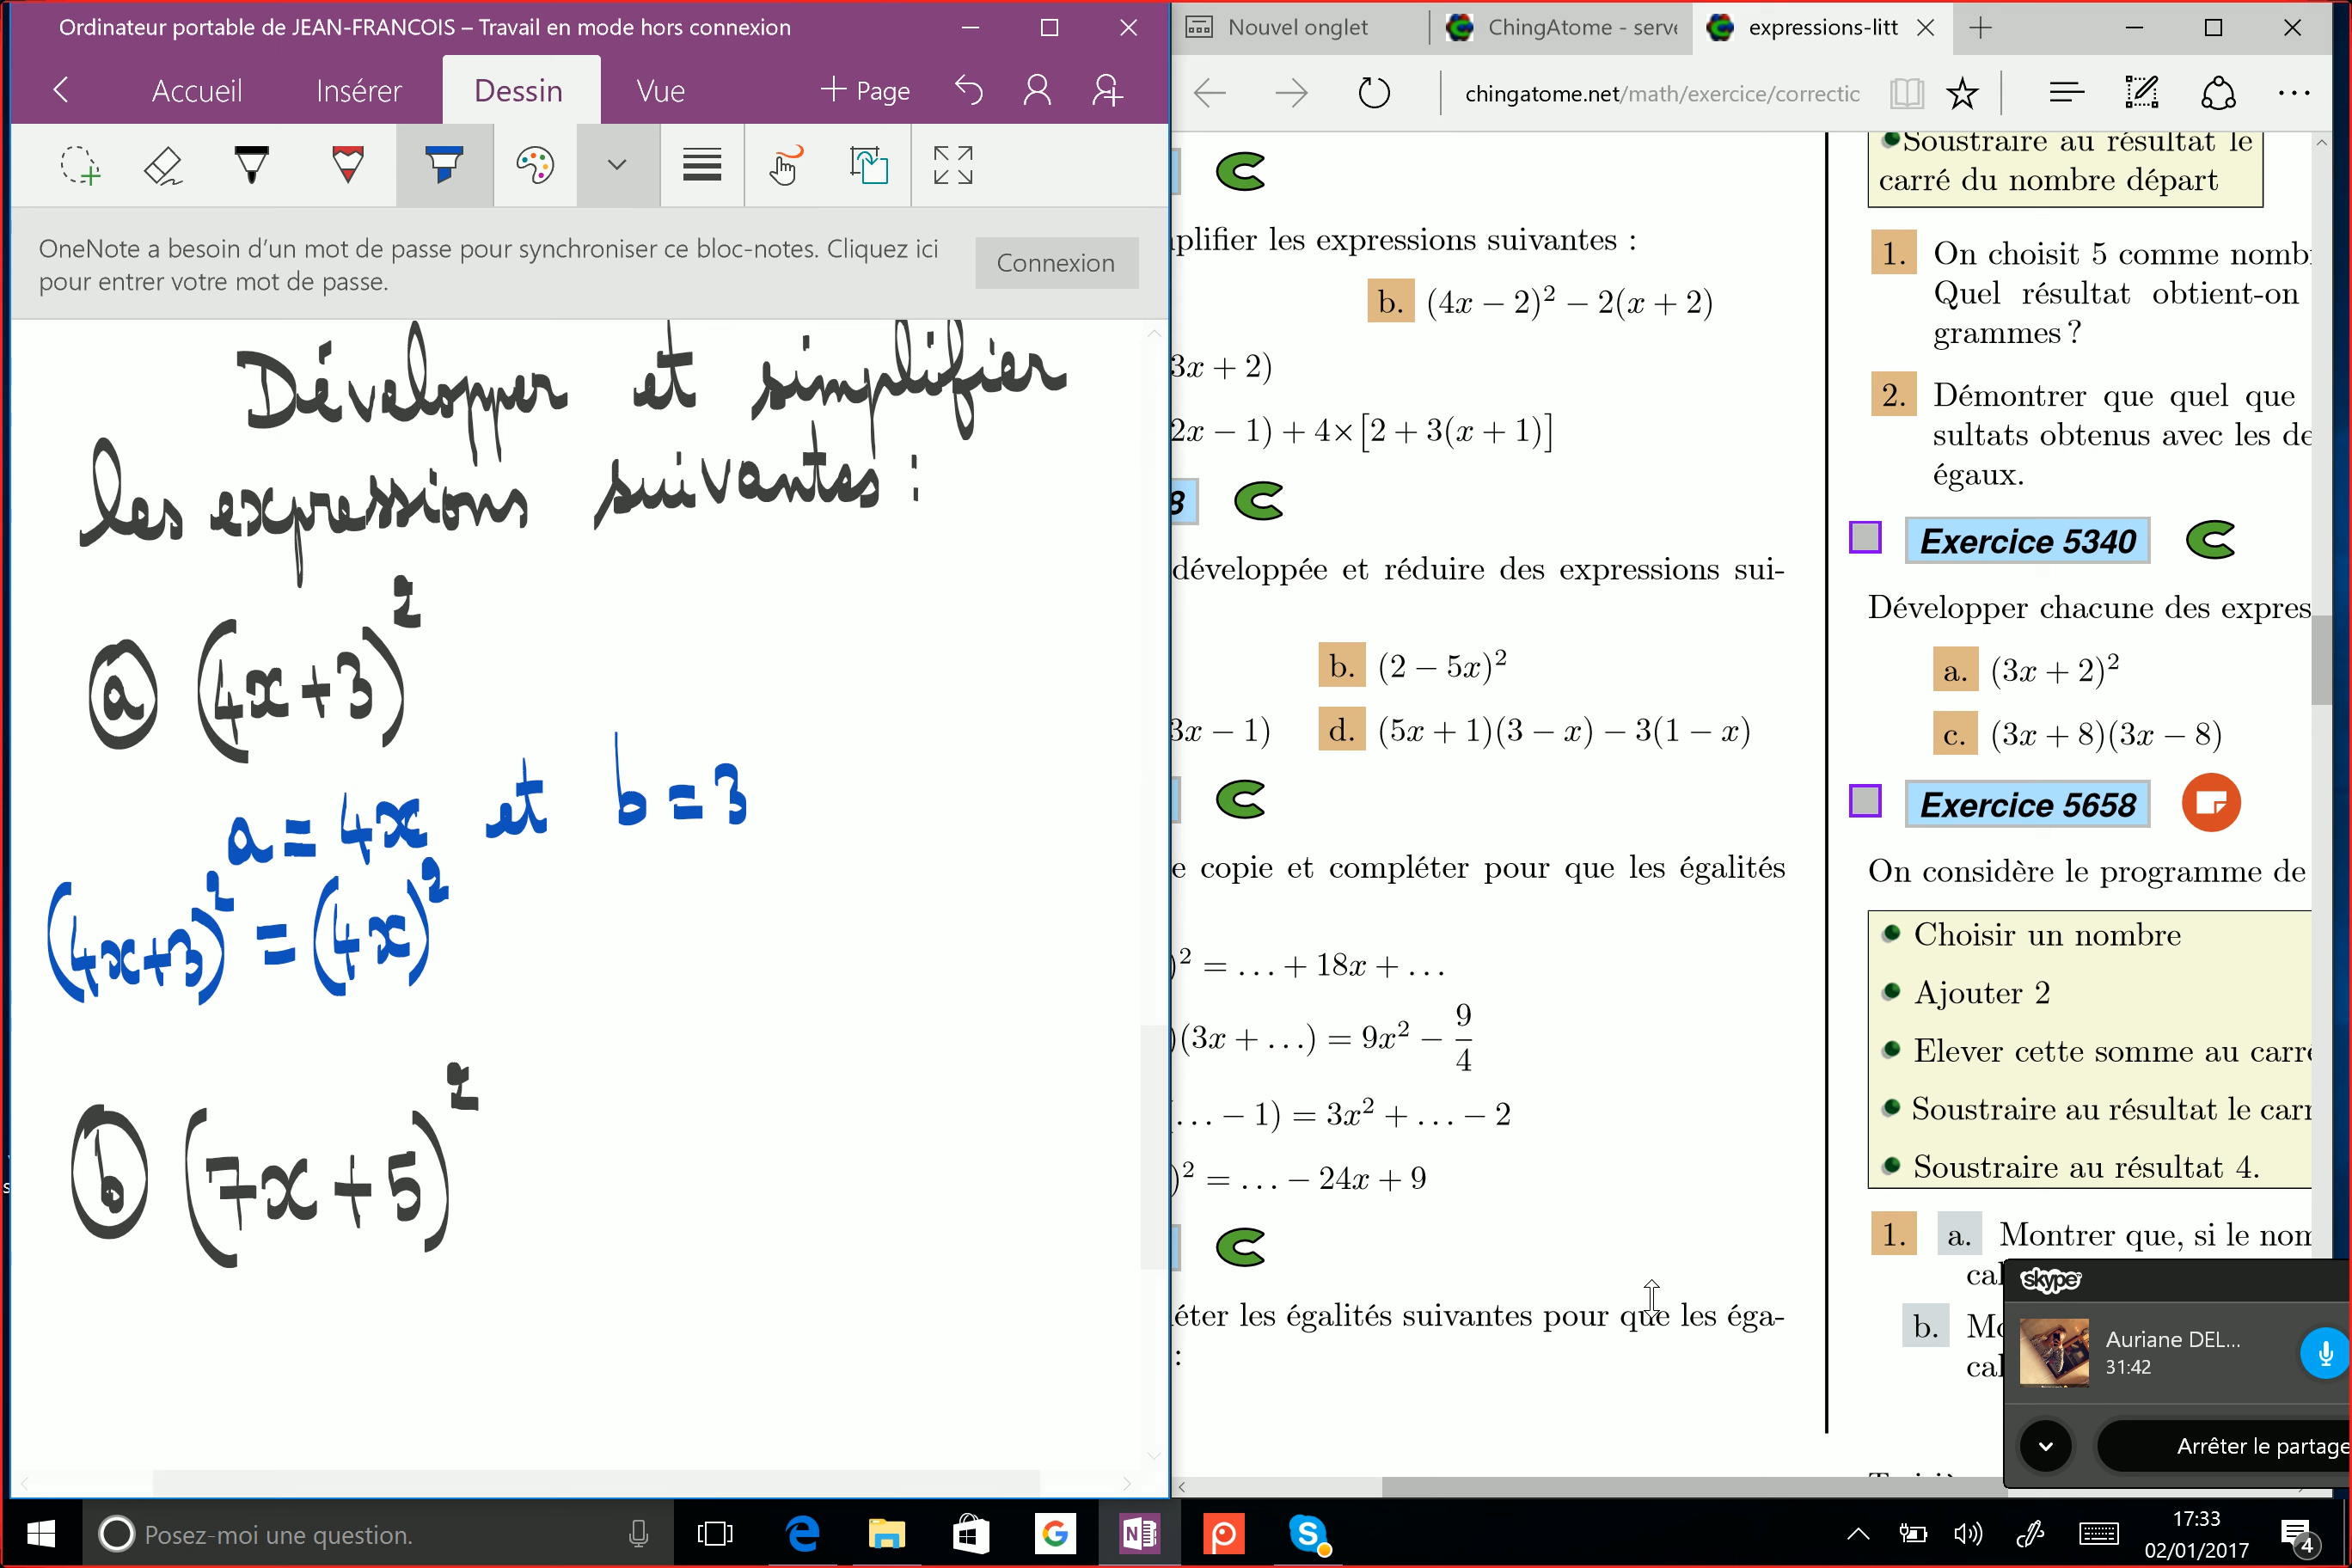 Ordinateur portable de JEAN-FRANCOIS – Travail en mode hors connexion
Accueil
Insérer
Dessin
Vue
Page
OneNote a besoin d’un mot de passe pour synchroniser ce bloc-notes. Cliquez ici
pour entrer votre mot de passe.
Connexion
Développer et simplifier
les expressions suivantes :
a (4x+3)²
a = 4x et b = 3
(4x+3)² = (4x)²
b (7x+5)²
Nouvel onglet
ChingAtome - serve
expressions-litt
chingatome.net/math/exercice/correctic
plifier les expressions suivantes :
b. (4x − 2)² − 2(x + 2)
3x + 2)
2x − 1) + 4×[2 + 3(x + 1)]
8
développée et réduire des expressions sui-
b. (2 − 5x)²
3x − 1) d. (5x + 1)(3 − x) − 3(1 − x)
e copie et compléter pour que les égalités
)² = ... + 18x + ...
)(3x + ...) = 9x² − 9/4
... − 1) = 3x² + ... − 2
)² = ... − 24x + 9
éter les égalités suivantes pour que les éga-
:
Soustraire au résultat le
carré du nombre départ
1. On choisit 5 comme nomb
Quel résultat obtient-on
grammes ?
2. Démontrer que quel que
sultats obtenus avec les de
égaux.
Exercice 5340
Développer chacune des expres
a. (3x + 2)²
c. (3x + 8)(3x − 8)
Exercice 5658
On considère le programme de
Choisir un nombre
Ajouter 2
Elever cette somme au carré
Soustraire au résultat le carr
Soustraire au résultat 4.
1. a. Montrer que, si le nom
cal
b. Mo
cal
skype
Auriane DEL...
31:42
Arrêter le partage
Posez-moi une question.
17:33
02/01/2017
4